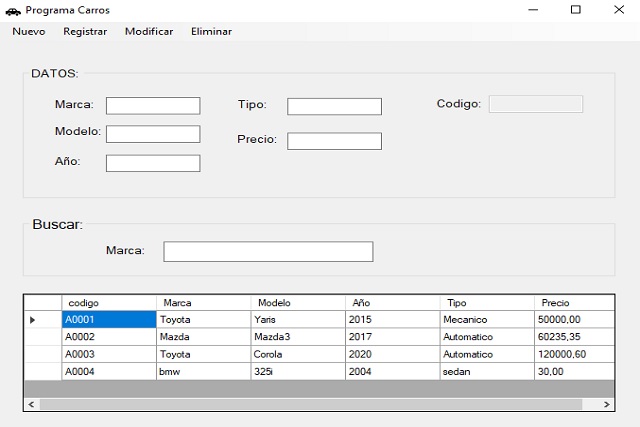 Programa Carros
Nuevo Registrar Modificar Eliminar
DATOS:
Marca: Tipo: Codigo:
Modelo: Precio:
Año:
Buscar:
Marca:
codigo Marca Modelo Año Tipo Precio
A0001 Toyota Yaris 2015 Mecanico 50000,00
A0002 Mazda Mazda3 2017 Automatico 60235,35
A0003 Toyota Corola 2020 Automatico 120000,60
A0004 bmw 325i 2004 sedan 30,00